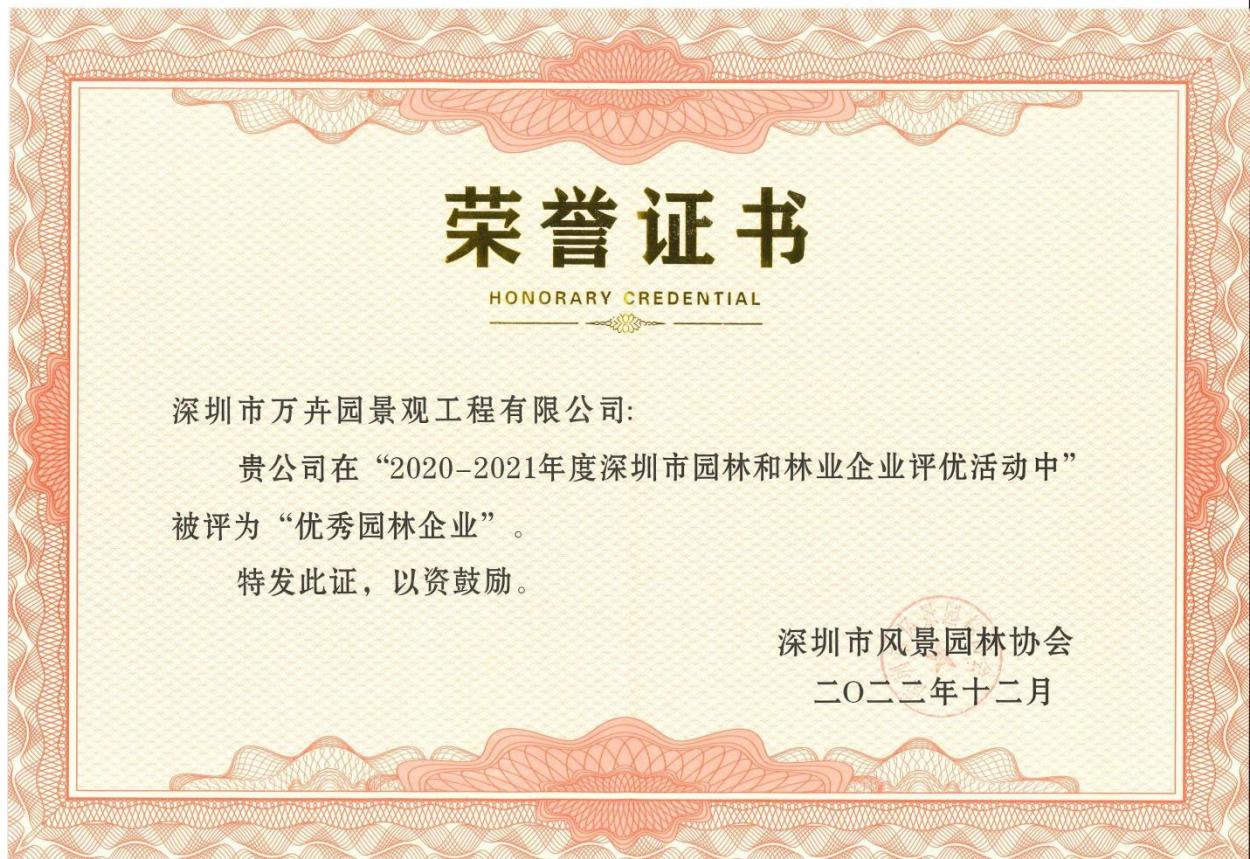 荣誉证书
HONORARY CREDENTIAL
深圳市万卉园景观工程有限公司:
贵公司在“2020-2021年度深圳市园林和林业企业评优活动中”
被评为“优秀园林企业”。
特发此证，以资鼓励。
深圳市风景园林协会
二〇二二年十二月